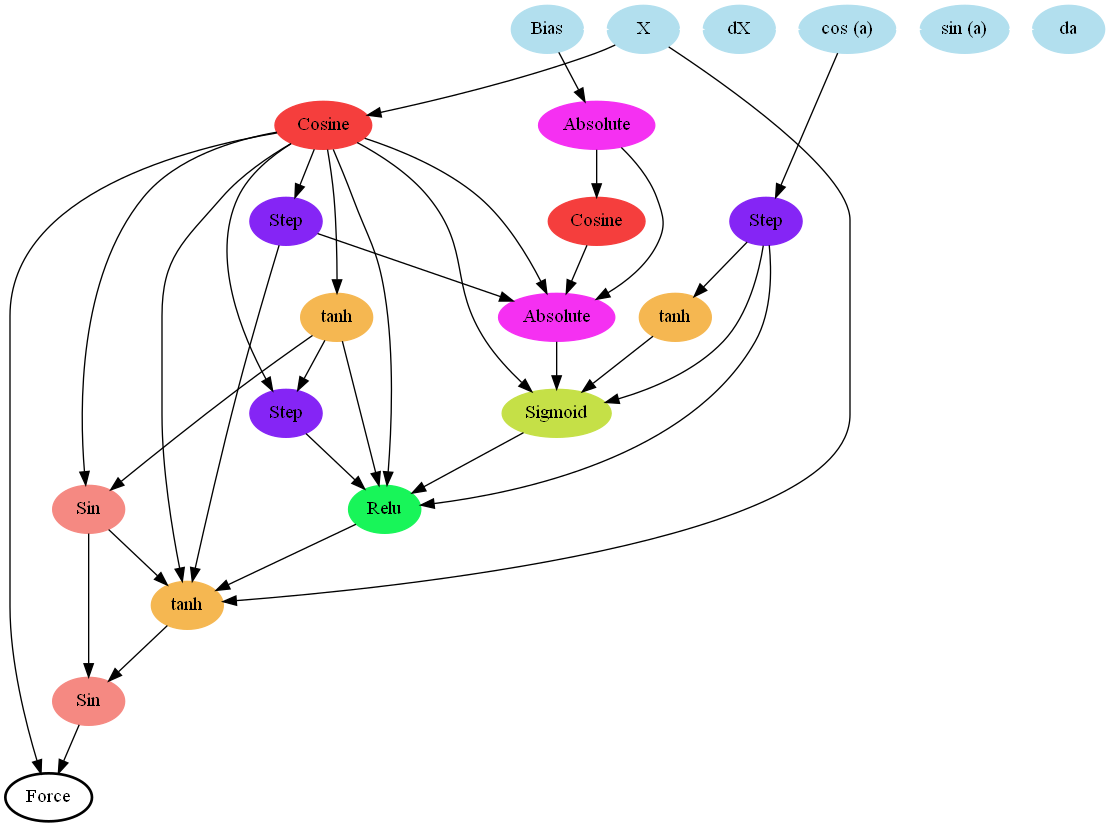 Bias X dX cos (a) sin (a) da
Cosine Absolute
Step Cosine Step
tanh Absolute tanh
Step Sigmoid
Sin Relu
tanh
Sin
Force